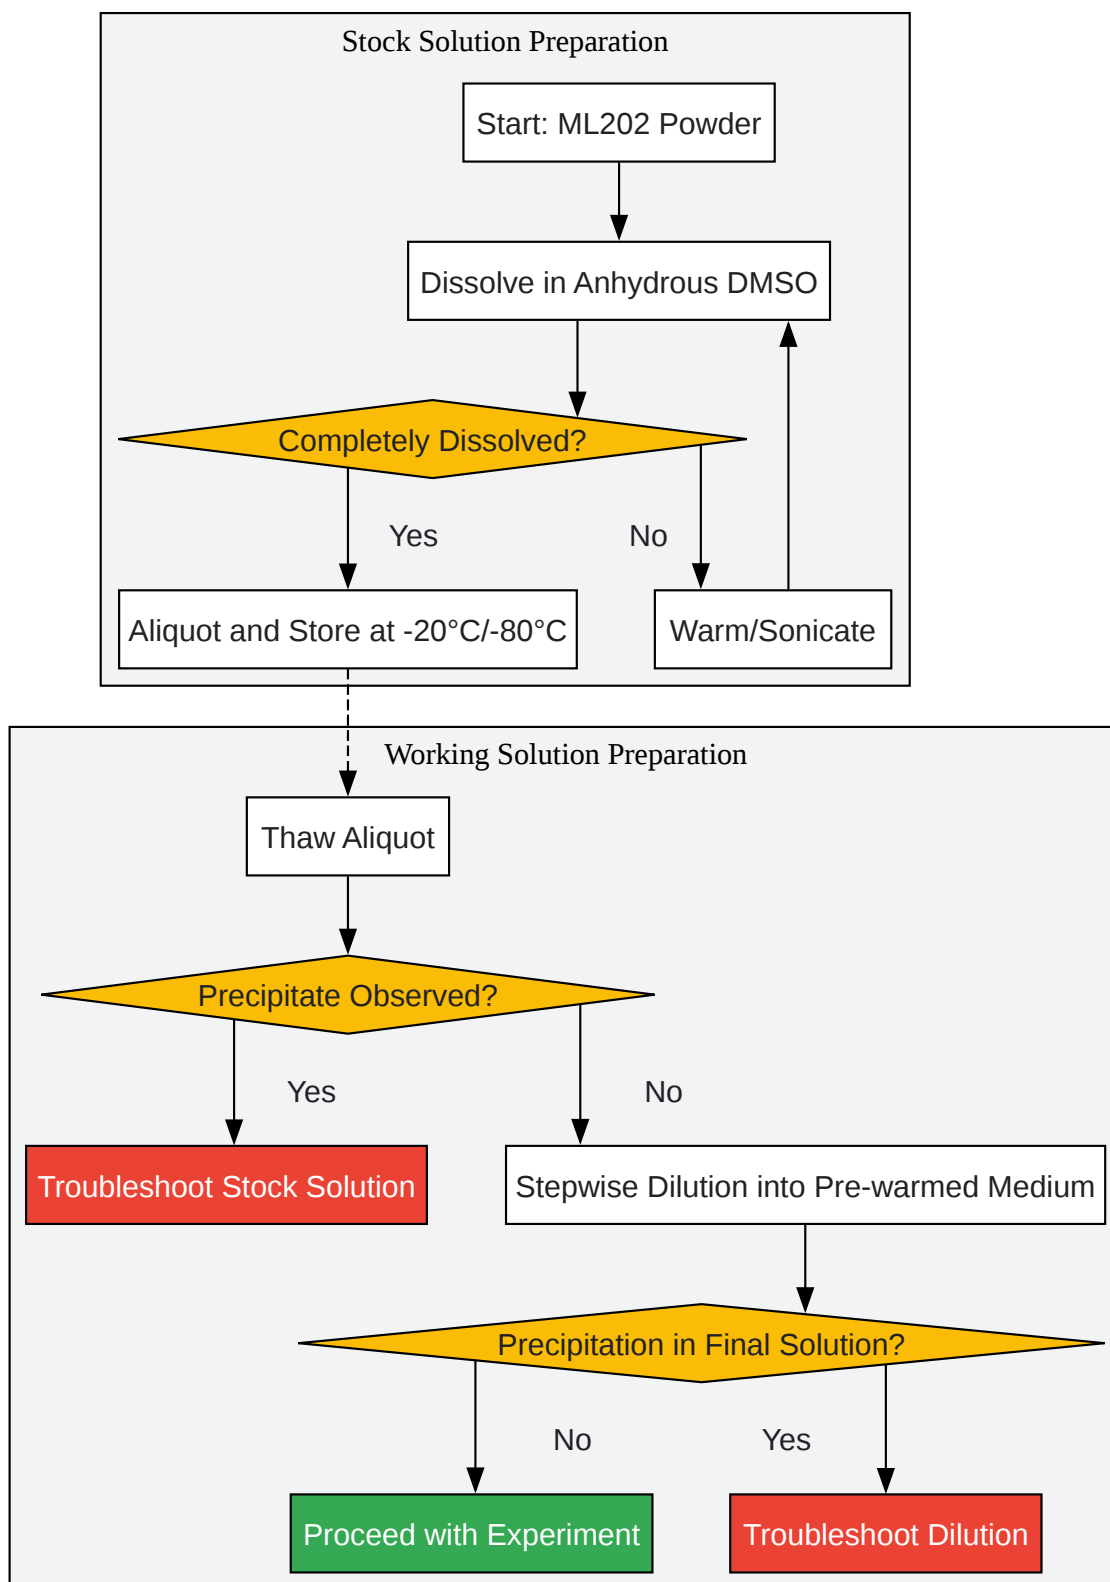 Stock Solution Preparation
Start: ML202 Powder
Dissolve in Anhydrous DMSO
Completely Dissolved?
Yes
No
Aliquot and Store at -20°C/-80°C
Warm/Sonicate
Working Solution Preparation
Thaw Aliquot
Precipitate Observed?
Yes
No
Troubleshoot Stock Solution
Stepwise Dilution into Pre-warmed Medium
Precipitation in Final Solution?
No
Yes
Proceed with Experiment
Troubleshoot Dilution